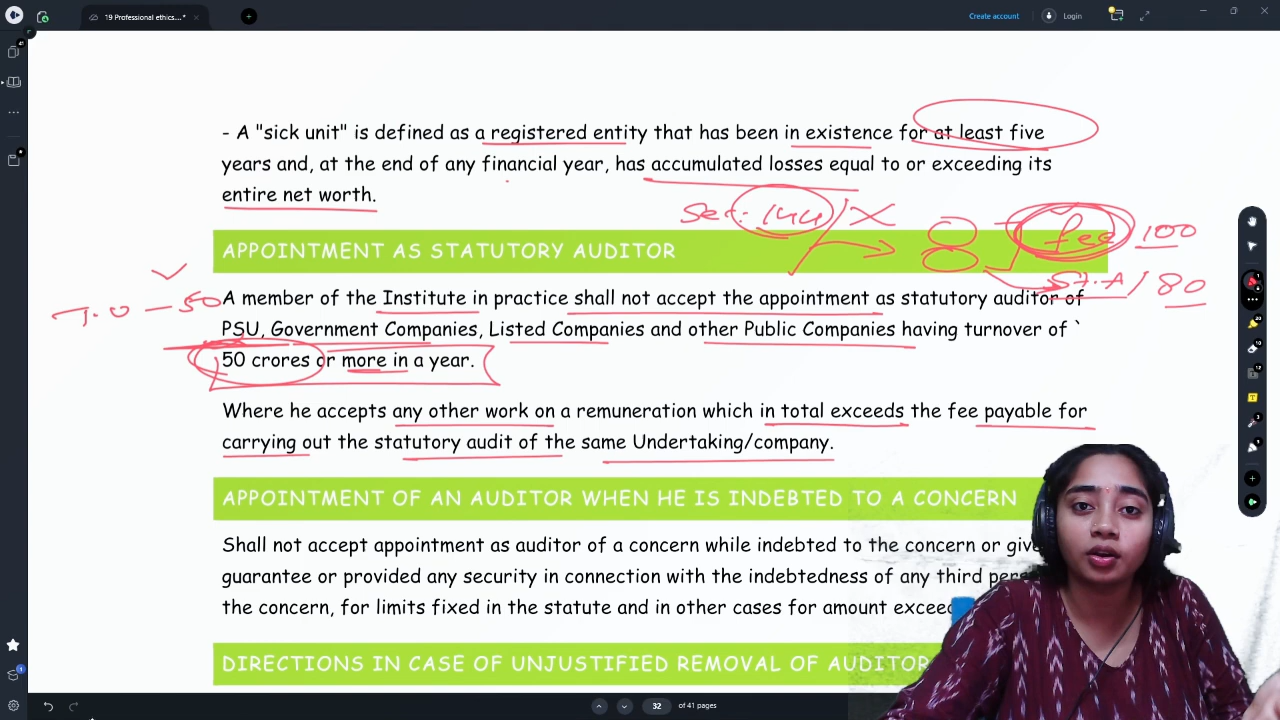 19 Professional ethics....*
Create account
Login
- A "sick unit" is defined as a registered entity that has been in existence for at least five
years and, at the end of any financial year, has accumulated losses equal to or exceeding its
entire net worth.
Sec. 144 X 8 fee 100
St. A / 80
APPOINTMENT AS STATUTORY AUDITOR
T.O - 50
A member of the Institute in practice shall not accept the appointment as statutory auditor of
PSU, Government Companies, Listed Companies and other Public Companies having turnover of `
50 crores or more in a year.
Where he accepts any other work on a remuneration which in total exceeds the fee payable for
carrying out the statutory audit of the same Undertaking/company.
APPOINTMENT OF AN AUDITOR WHEN HE IS INDEBTED TO A CONCERN
Shall not accept appointment as auditor of a concern while indebted to the concern or give
guarantee or provided any security in connection with the indebtedness of any third pers
the concern, for limits fixed in the statute and in other cases for amount exceed
DIRECTIONS IN CASE OF UNJUSTIFIED REMOVAL OF AUDITOR
32 of 41 pages